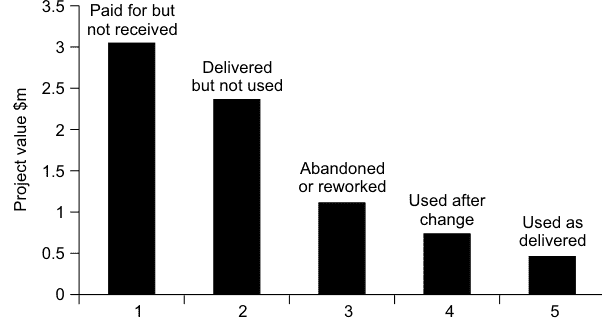 Project value $m
3.5
3
2.5
2
1.5
1
0.5
0
Paid for but
not received
Delivered
but not used
Abandoned
or reworked
Used after
change
Used as
delivered
1
2
3
4
5